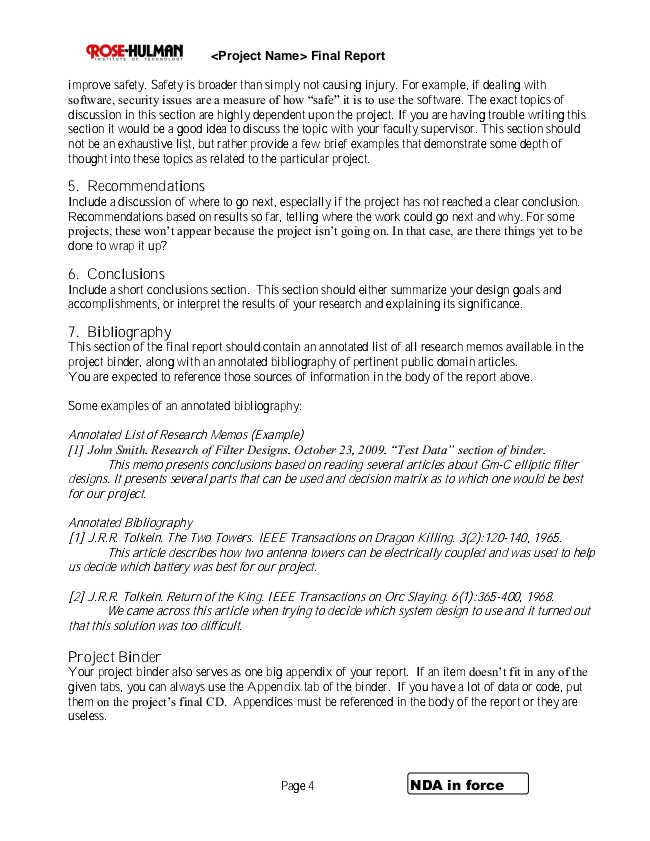 ROSE-HULMAN
INSTITUTE OF TECHNOLOGY
<Project Name> Final Report
improve safety. Safety is broader than simply not causing injury. For example, if dealing with
software, security issues are a measure of how “safe” it is to use the software. The exact topics of
discussion in this section are highly dependent upon the project. If you are having trouble writing this
section it would be a good idea to discuss the topic with your faculty supervisor. This section should
not be an exhaustive list, but rather provide a few brief examples that demonstrate some depth of
thought into these topics as related to the particular project.
5. Recommendations
Include a discussion of where to go next, especially if the project has not reached a clear conclusion.
Recommendations based on results so far, telling where the work could go next and why. For some
projects, these won’t appear because the project isn’t going on. In that case, are there things yet to be
done to wrap it up?
6. Conclusions
Include a short conclusions section. This section should either summarize your design goals and
accomplishments, or interpret the results of your research and explaining its significance.
7. Bibliography
This section of the final report should contain an annotated list of all research memos available in the
project binder, along with an annotated bibliography of pertinent public domain articles.
You are expected to reference those sources of information in the body of the report above.
Some examples of an annotated bibliography:
Annotated List of Research Memos (Example)
[1] John Smith. Research of Filter Designs. October 23, 2009. “Test Data” section of binder.
This memo presents conclusions based on reading several articles about Gm-C elliptic filter
designs. It presents several parts that can be used and decision matrix as to which one would be best
for our project.
Annotated Bibliography
[1] J.R.R. Tolkein. The Two Towers. IEEE Transactions on Dragon Killing. 3(2):120-140, 1965.
This article describes how two antenna towers can be electrically coupled and was used to help
us decide which battery was best for our project.
[2] J.R.R. Tolkein. Return of the King. IEEE Transactions on Orc Slaying. 6(1):365-400, 1968.
We came across this article when trying to decide which system design to use and it turned out
that this solution was too difficult.
Project Binder
Your project binder also serves as one big appendix of your report. If an item doesn’t fit in any of the
given tabs, you can always use the Appendix tab of the binder. If you have a lot of data or code, put
them on the project’s final CD. Appendices must be referenced in the body of the report or they are
useless.
Page 4
NDA in force